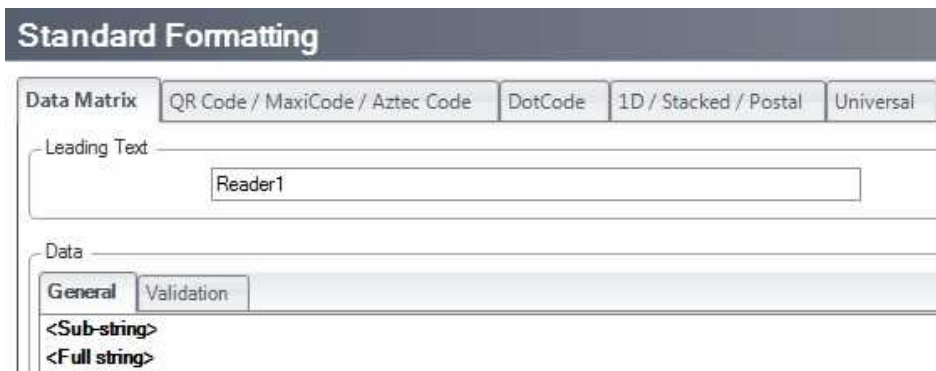 Standard Formatting
Data Matrix QR Code / MaxiCode / Aztec Code DotCode 1D / Stacked / Postal Universal
Leading Text
Reader1
Data
General Validation
<Sub-string>
<Full string>